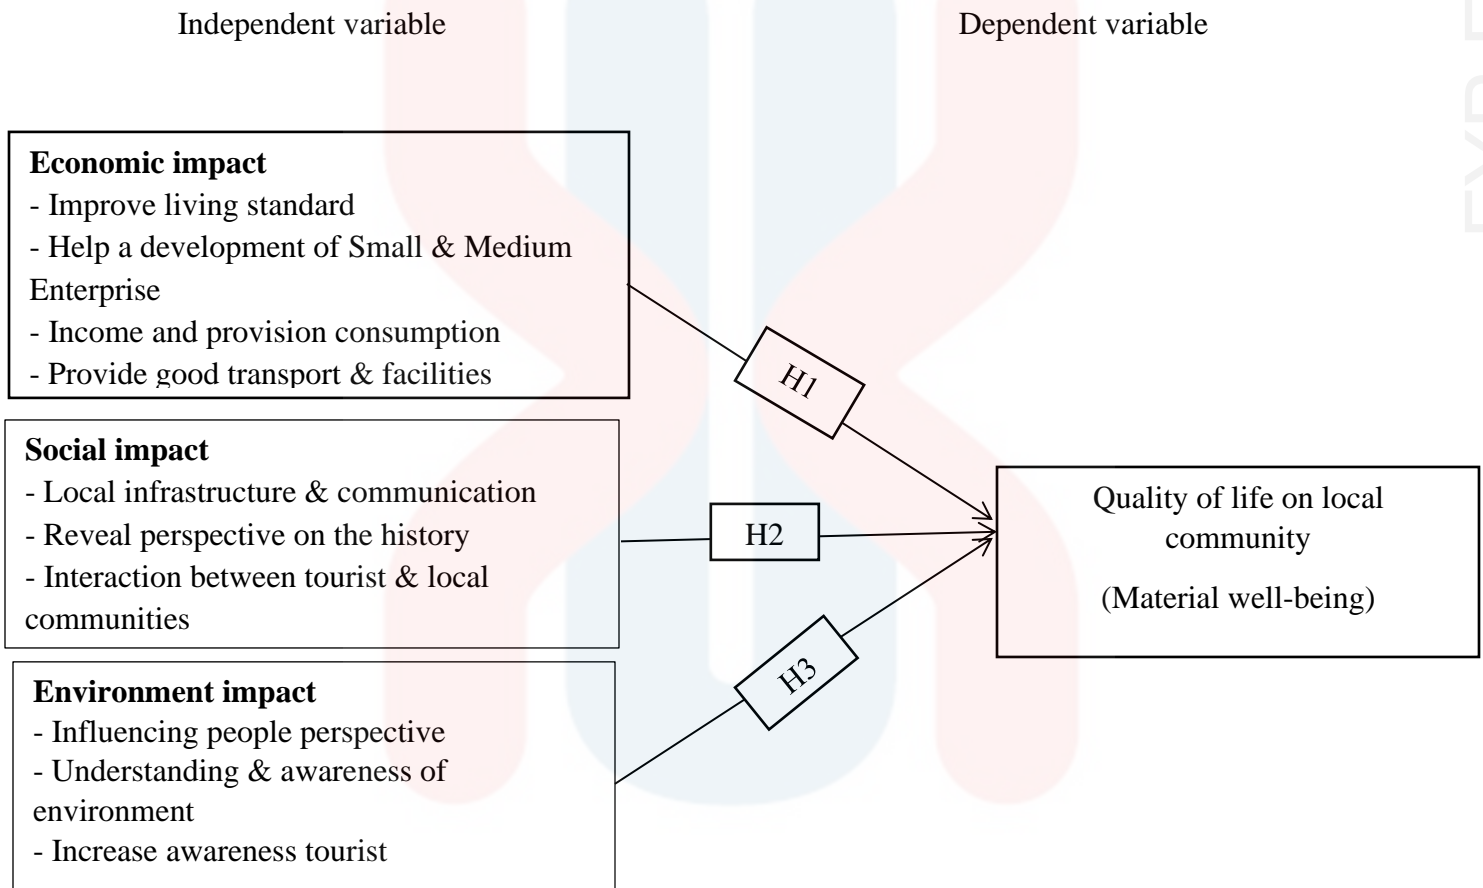 Independent variable
Dependent variable
Economic impact
- Improve living standard
- Help a development of Small & Medium
Enterprise
- Income and provision consumption
- Provide good transport & facilities
H1
Social impact
- Local infrastructure & communication
- Reveal perspective on the history
- Interaction between tourist & local
communities
H2
Quality of life on local
community
(Material well-being)
Environment impact
- Influencing people perspective
- Understanding & awareness of
environment
- Increase awareness tourist
H3